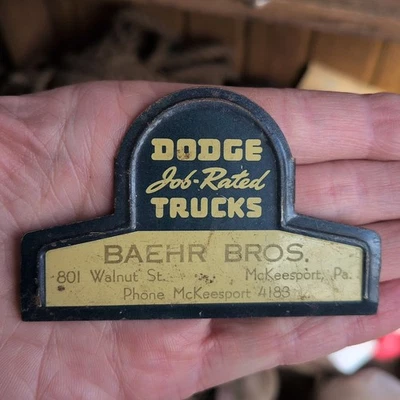 DODGE
Job-Rated
TRUCKS
BAEHR BROS.
801 Walnut St. McKeesport, Pa.
Phone McKeesport 4183